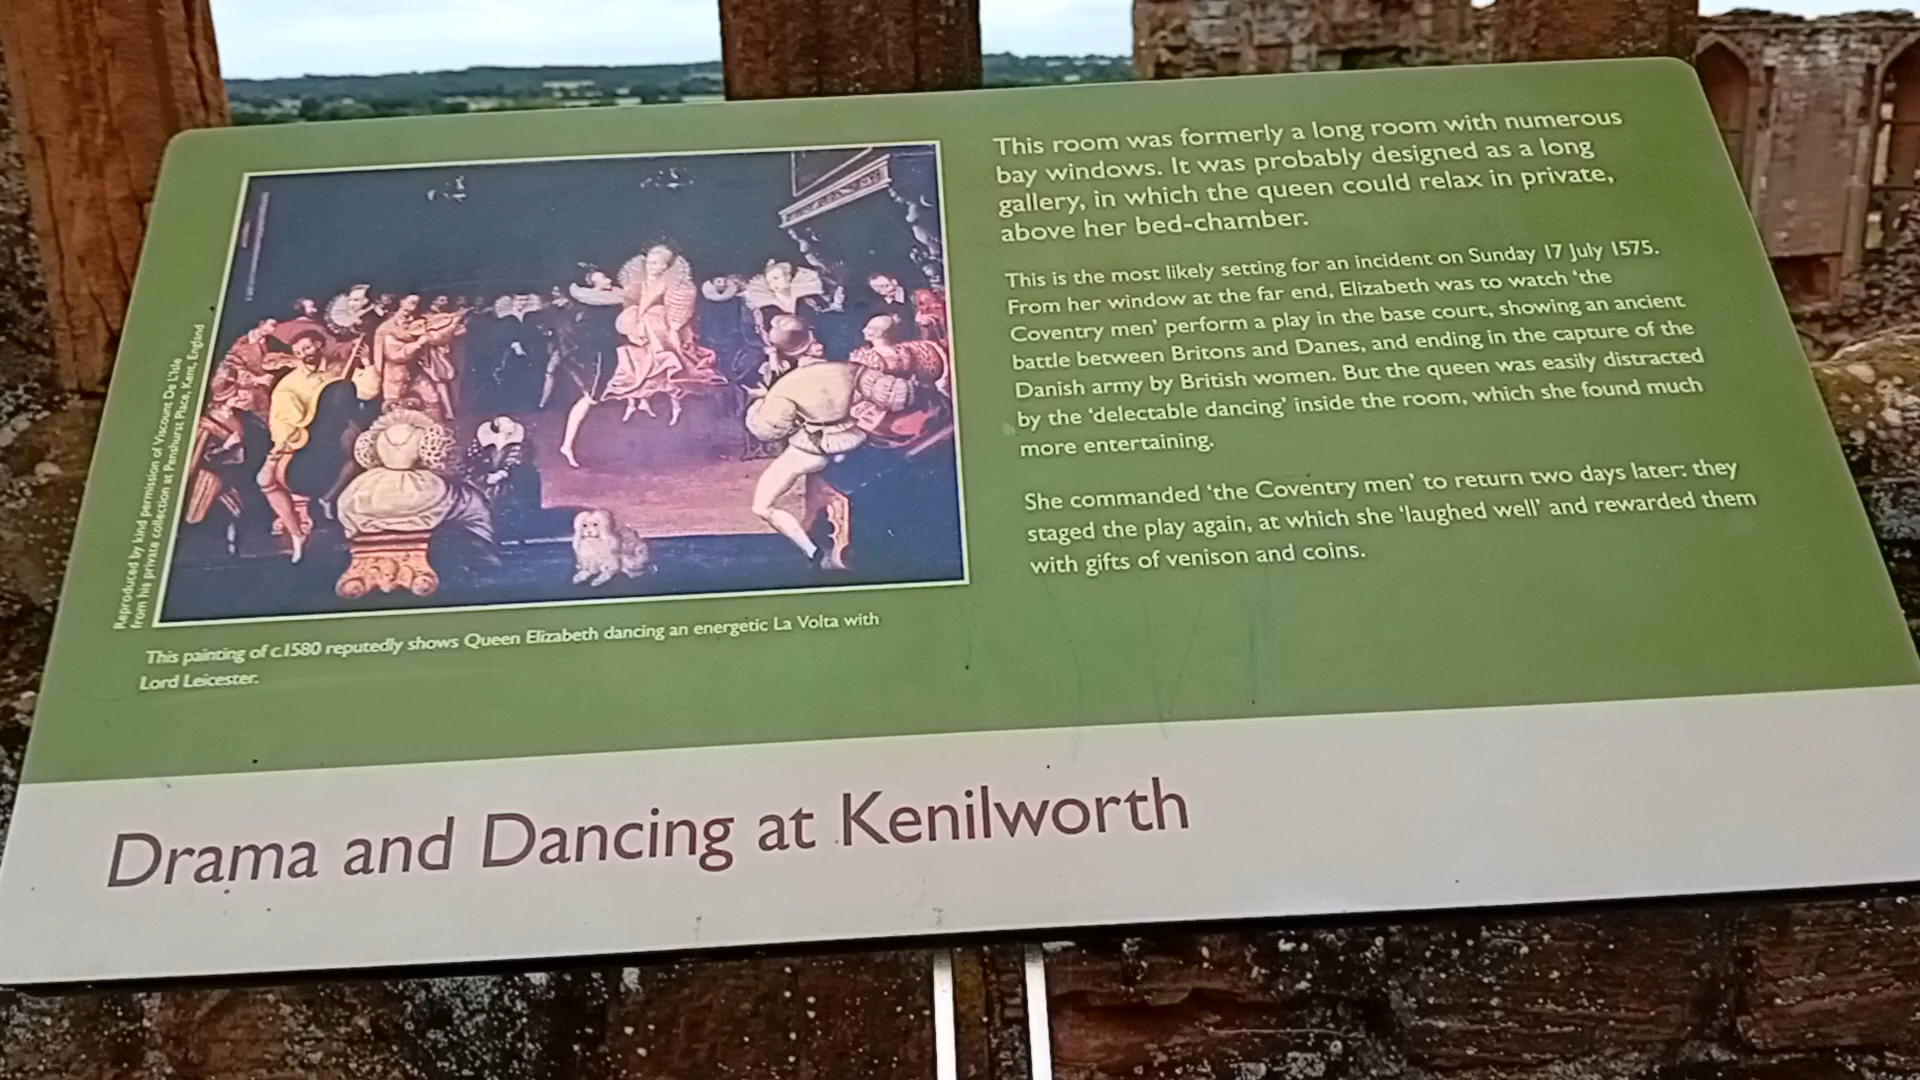 This room was formerly a long room with numerous
bay windows. It was probably designed as a long
gallery, in which the queen could relax in private,
above her bed-chamber.
This is the most likely setting for an incident on Sunday 17 July 1575.
From her window at the far end, Elizabeth was to watch ‘the
Coventry men’ perform a play in the base court, showing an ancient
battle between Britons and Danes, and ending in the capture of the
Danish army by British women. But the queen was easily distracted
by the ‘delectable dancing’ inside the room, which she found much
more entertaining.
She commanded ‘the Coventry men’ to return two days later: they
staged the play again, at which she ‘laughed well’ and rewarded them
with gifts of venison and coins.
Reproduced by kind permission of Viscount De L'Isle
from his private collection at Penshurst Place, Kent, England
This painting of c.1580 reputedly shows Queen Elizabeth dancing an energetic La Volta with
Lord Leicester.
Drama and Dancing at Kenilworth